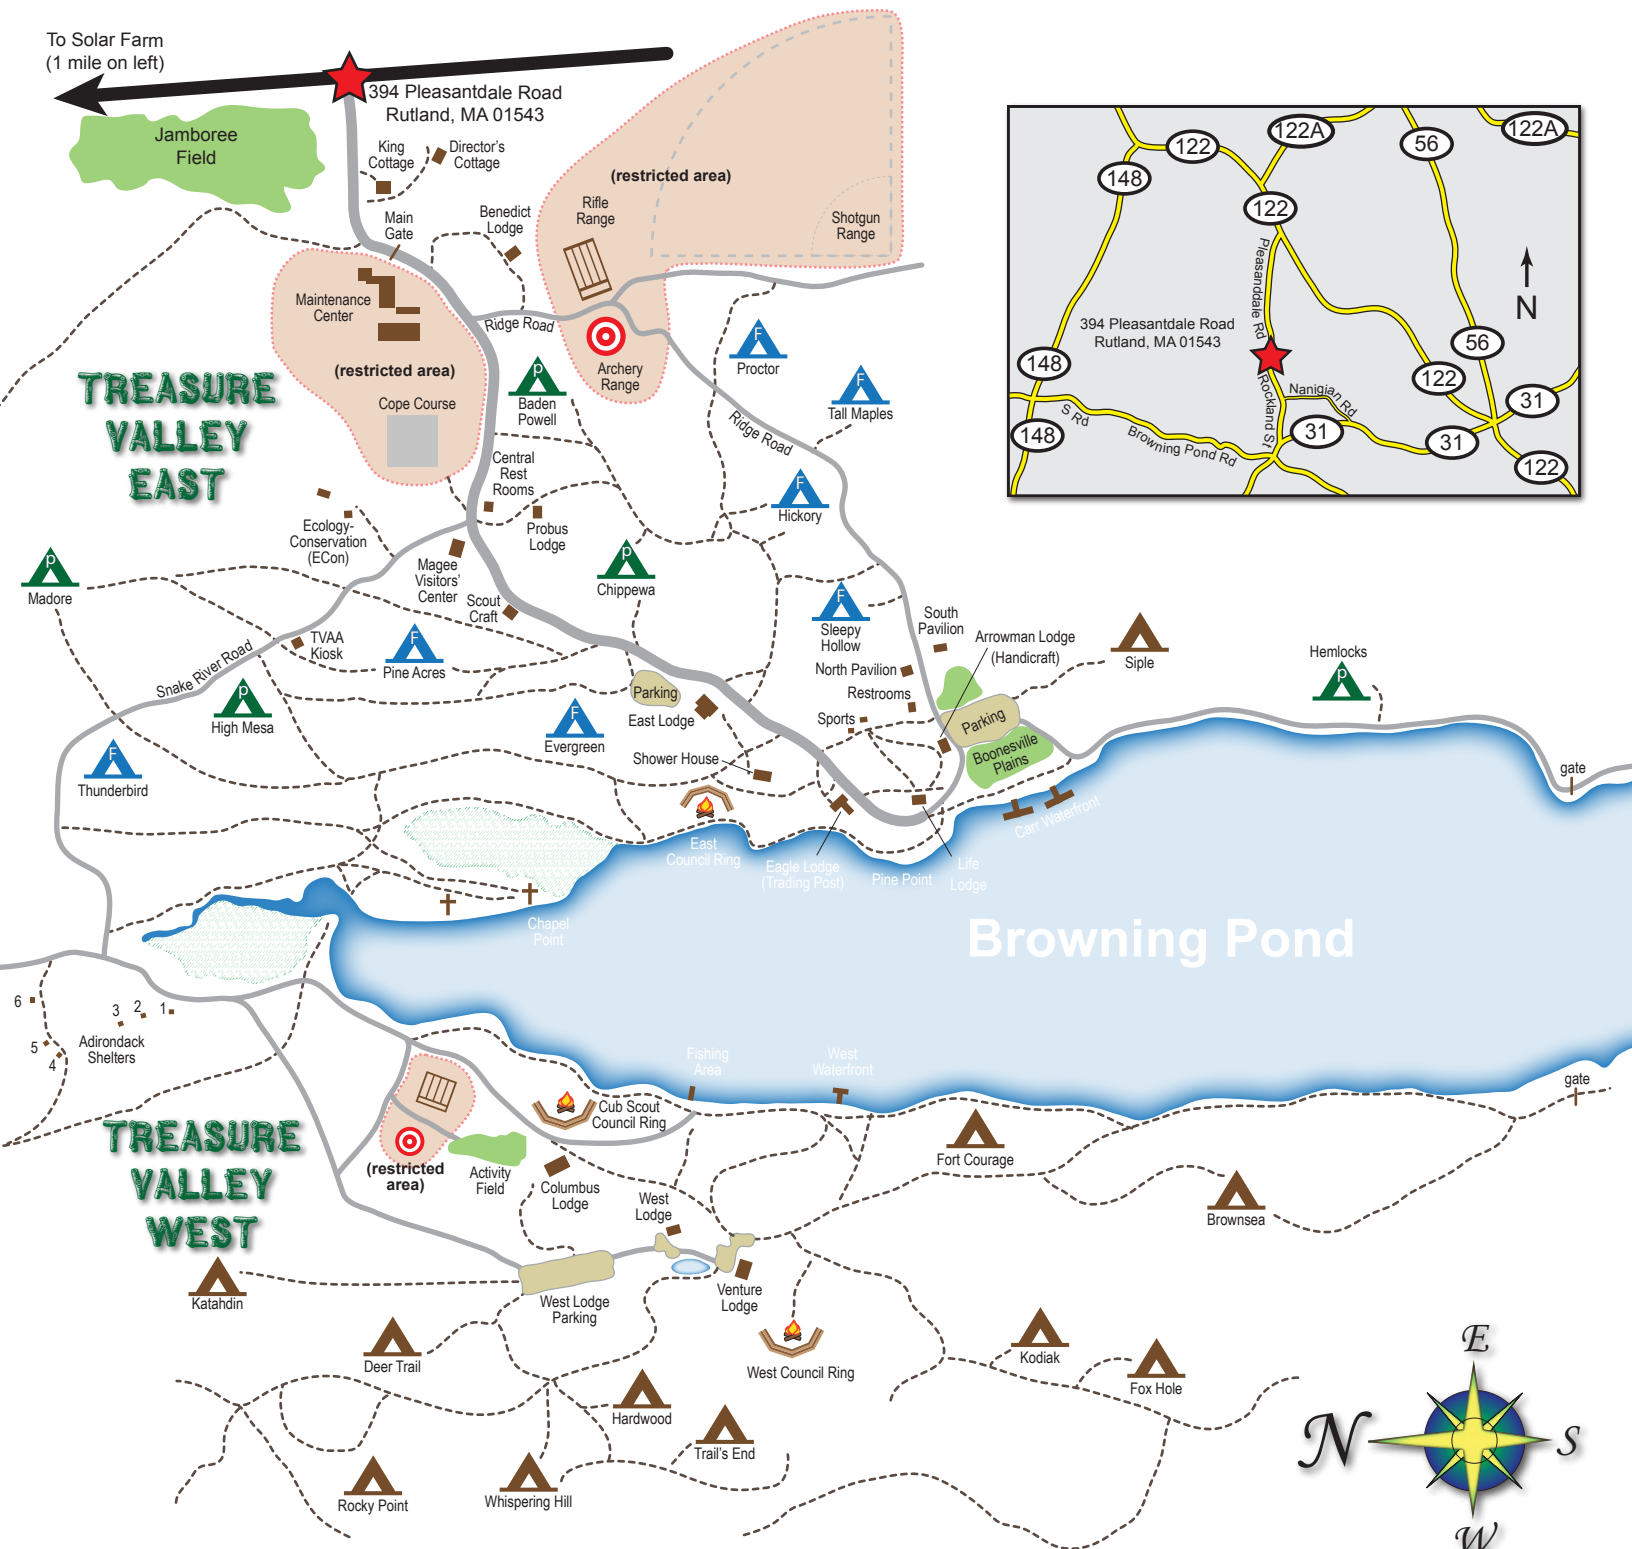 To Solar Farm
(1 mile on left)
394 Pleasantdale Road
Rutland, MA 01543
Jamboree
Field
King
Cottage
Director's
Cottage
Main
Gate
Benedict
Lodge
(restricted area)
Rifle
Range
Shotgun
Range
Maintenance
Center
(restricted area)
Cope Course
Ridge Road
Archery
Range
F
Proctor
P
Baden
Powell
F
Tall Maples
Ridge Road
TREASURE
VALLEY
EAST
Central
Rest
Rooms
F
Hickory
Ecology-
Conservation
(ECon)
Probus
Lodge
P
Madore
Magee
Visitors'
Center
P
Chippewa
Scout
Craft
F
Sleepy
Hollow
South
Pavilion
Arrowman Lodge
(Handicraft)
Siple
Hemlocks
P
TVAA
Kiosk
F
Pine Acres
Snake River Road
North Pavilion
Restrooms
P
High Mesa
Parking
East Lodge
Sports
Parking
F
Evergreen
Boonesville
Plains
F
Thunderbird
Shower House
gate
Carr Waterfront
East
Council Ring
Eagle Lodge
(Trading Post)
Pine Point
Life
Lodge
Chapel
Point
Browning Pond
6
3
2
1
5
4
Adirondack
Shelters
Fishing
Area
West
Waterfront
gate
Cub Scout
Council Ring
TREASURE
VALLEY
WEST
(restricted
area)
Activity
Field
Columbus
Lodge
West
Lodge
Fort Courage
Brownsea
Katahdin
West Lodge
Parking
Venture
Lodge
Deer Trail
West Council Ring
Kodiak
Fox Hole
Hardwood
Trail's End
Rocky Point
Whispering Hill
122
122A
56
122A
148
122
Pleasanddale Rd
N
394 Pleasantdale Road
Rutland, MA 01543
148
56
122
S Rd
Rockland St
Nanigian Rd
31
148
Browning Pond Rd
31
31
122
E
N
S
W